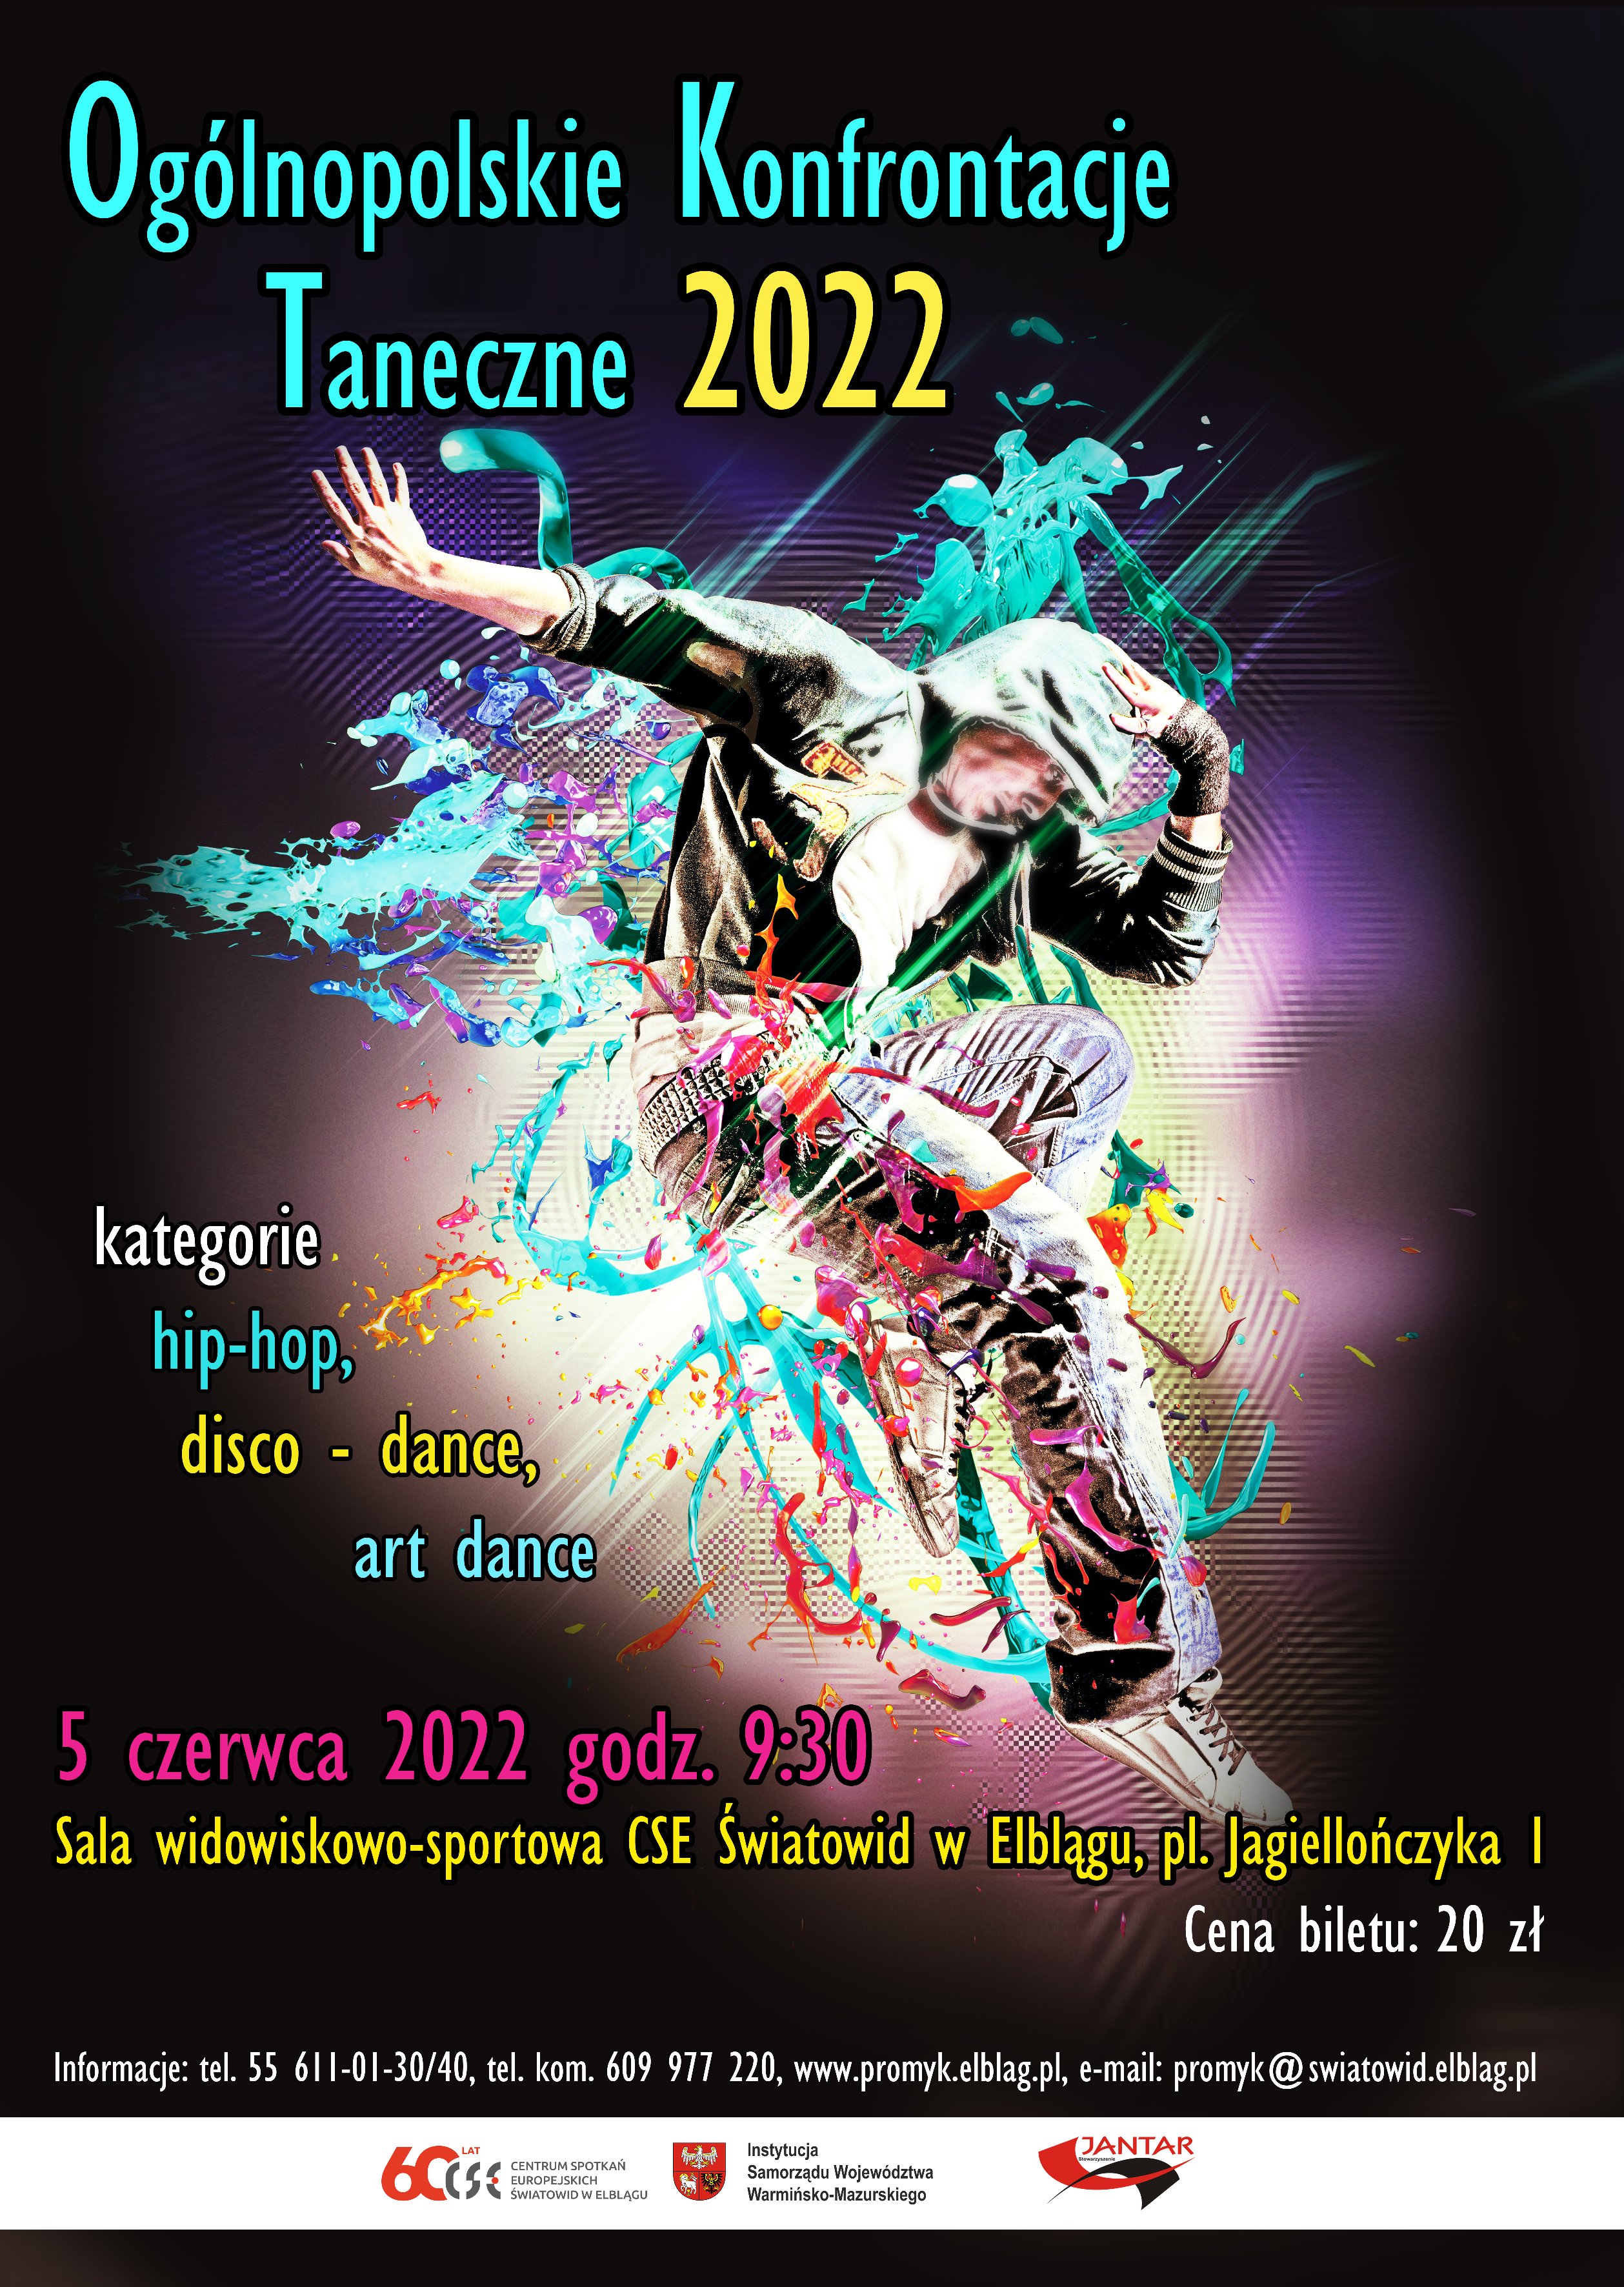 Ogólnopolskie Konfrontacje
Taneczne 2022
kategorie
hip-hop,
disco - dance,
art dance
5 czerwca 2022 godz. 9:30
Sala widowiskowo-sportowa CSE Światowid w Elblągu, pl. Jagiellończyka 1
Cena biletu: 20 zł
Informacje: tel. 55 611-01-30/40, tel. kom. 609 977 220, www.promyk.elblag.pl, e-mail: promyk@swiatowid.elblag.pl
60 LAT CSE
CENTRUM SPOTKAŃ
EUROPEJSKICH
ŚWIATOWID W ELBLĄGU
Instytucja
Samorządu Województwa
Warmińsko-Mazurskiego
JANTAR
Stowarzyszenie